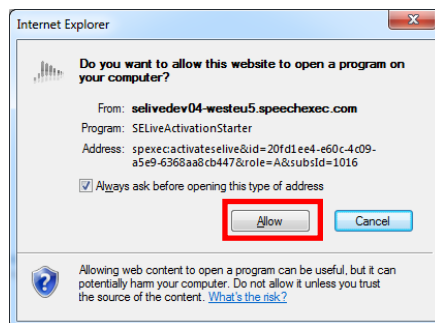 Internet Explorer
Do you want to allow this website to open a program on
your computer?
From: selivedev04-westeu5.speechexec.com
Program: SELiveActivationStarter
Address: spexec:activateselive&id=20fd1ee4-e60c-4c09-
a5e9-6368aa8cb447&role=A&subsId=1016
Always ask before opening this type of address
Allow
Cancel
Allowing web content to open a program can be useful, but it can
potentially harm your computer. Do not allow it unless you trust
the source of the content. What's the risk?